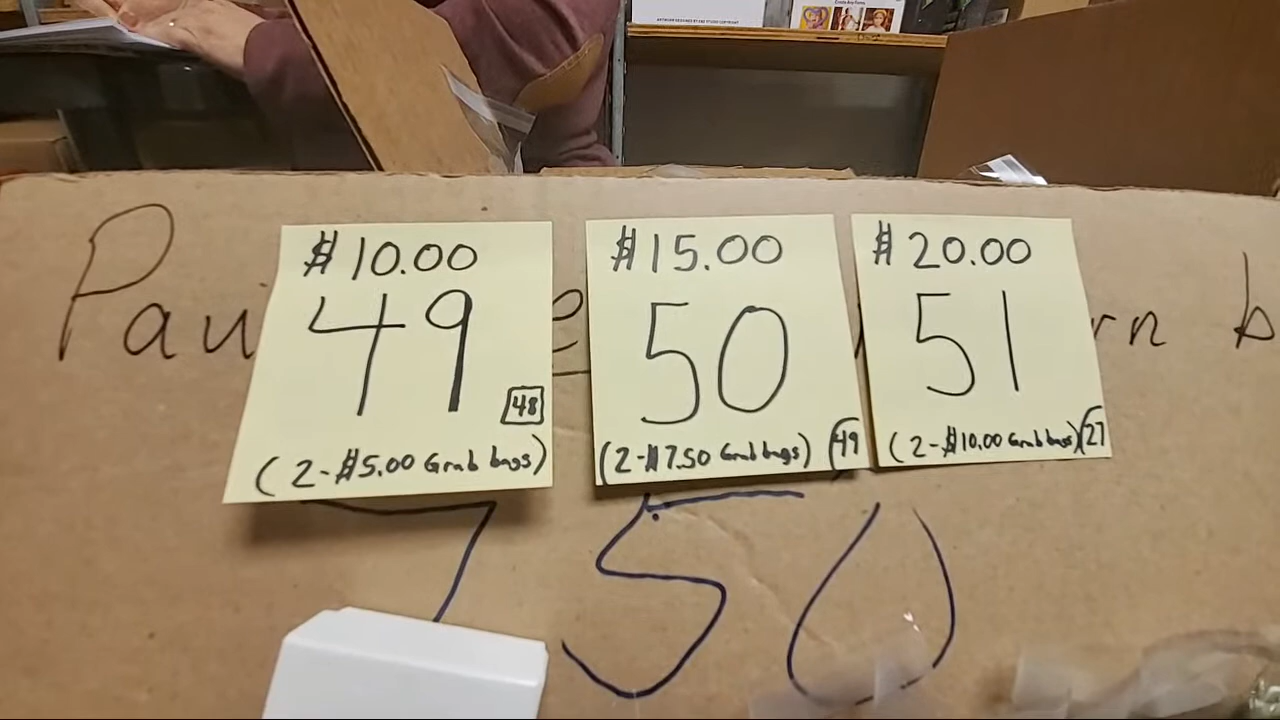 $10.00
49
48
(2-$5.00 Grab bags)
$15.00
50
(2-$7.50 Grab bags) 49
$20.00
51
(2-$10.00 Grab bags) 27
Pau e rn b
750